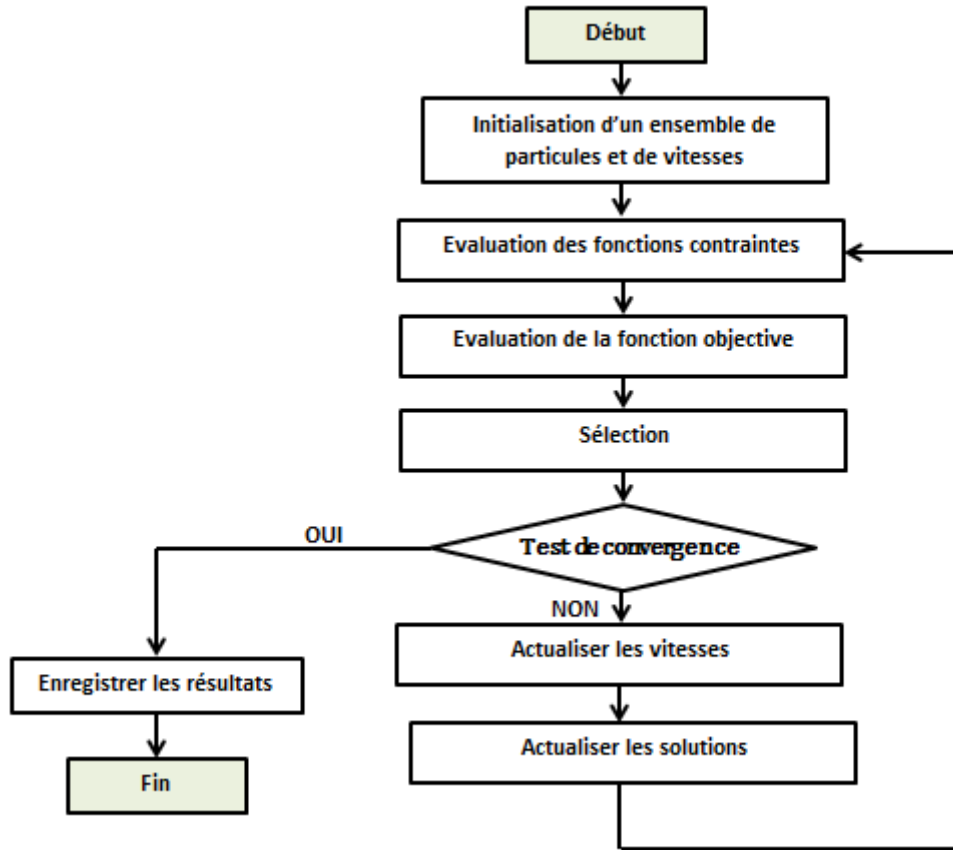 Début
Initialisation d'un ensemble de
particules et de vitesses
Evaluation des fonctions contraintes
Evaluation de la fonction objective
Sélection
OUI
Test de convergence
NON
Actualiser les vitesses
Enregistrer les résultats
Actualiser les solutions
Fin